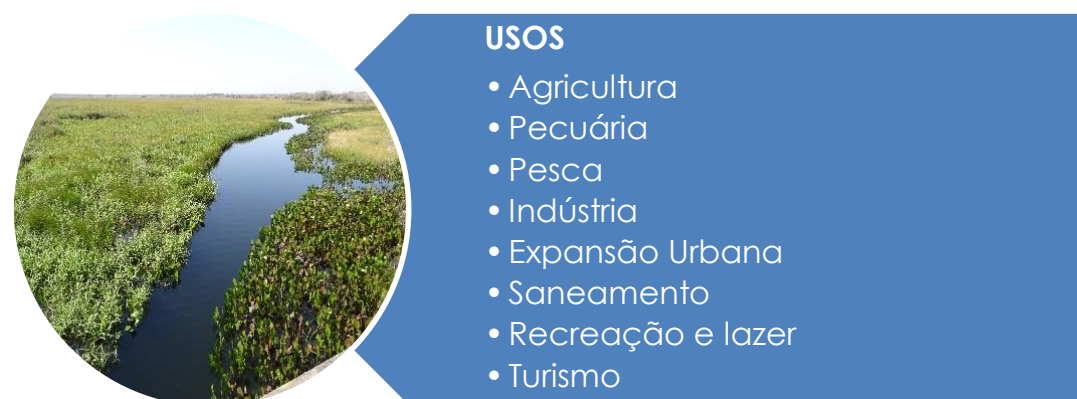 USOS
• Agricultura
• Pecuária
• Pesca
• Indústria
• Expansão Urbana
• Saneamento
• Recreação e lazer
• Turismo